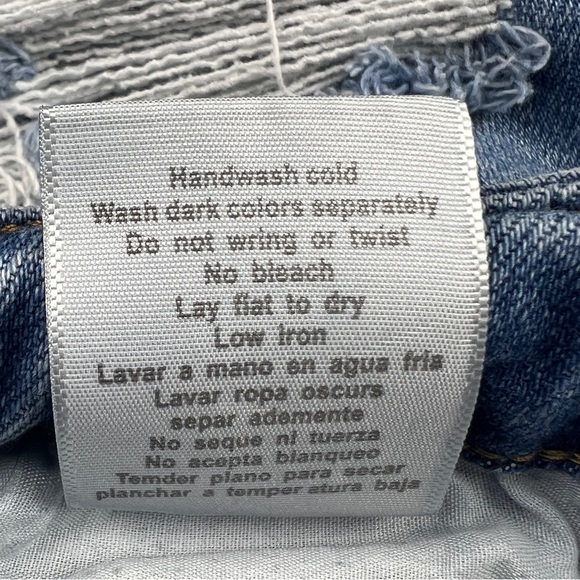 Handwash cold
Wash dark colors separately
Do not wring or twist
No bleach
Lay flat to dry
Low iron
Lavar a mano en agua fris
Lavar ropa oscurs
separ ademente
No seque ni tuerza
No acepta blanqueo
Temder plano para secar
planchar a temper atura baja